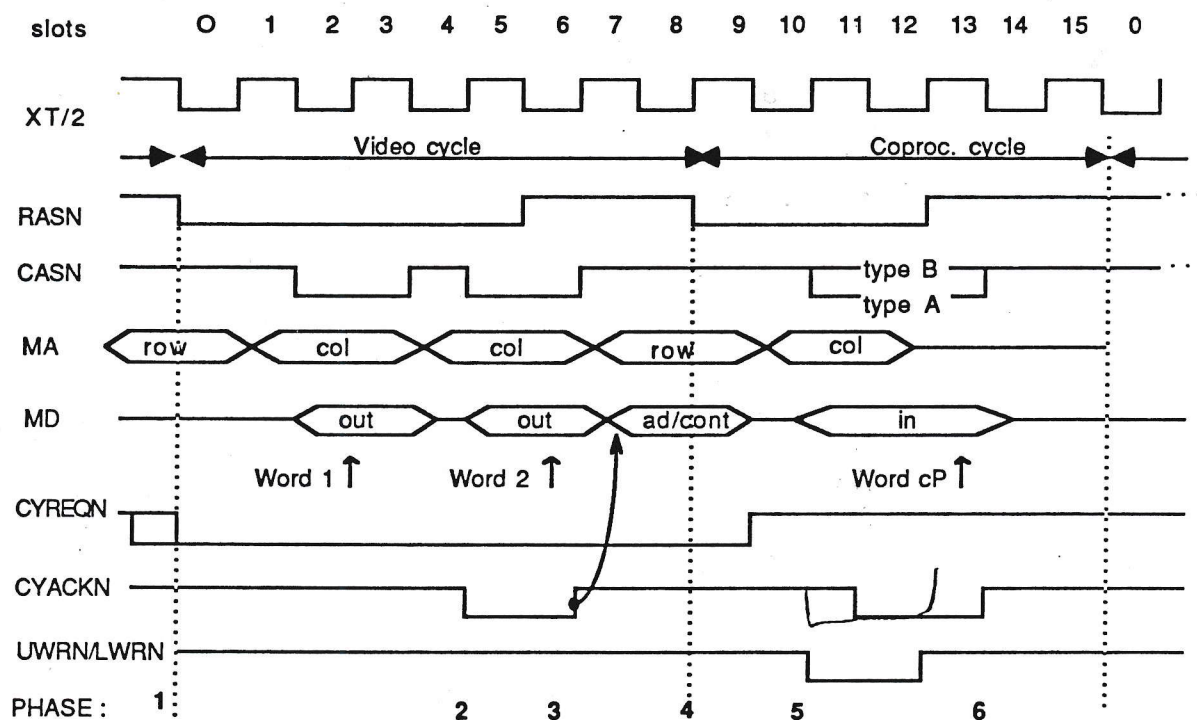 slots O 1 2 3 4 5 6 7 8 9 10 11 12 13 14 15 0
XT/2
Video cycle Coproc. cycle
RASN
CASN type B
type A
MA row col col row col
MD out out ad/cont in
Word 1 Word 2 Word cP
CYREQN
CYACKN
UWRN/LWRN
PHASE: 1 2 3 4 5 6